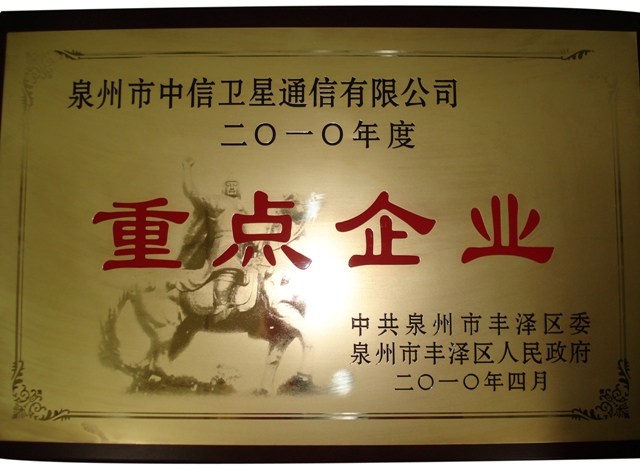 泉州市中信卫星通信有限公司
二〇一〇年度
重点企业
中共泉州市丰泽区委
泉州市丰泽区人民政府
二〇一〇年四月